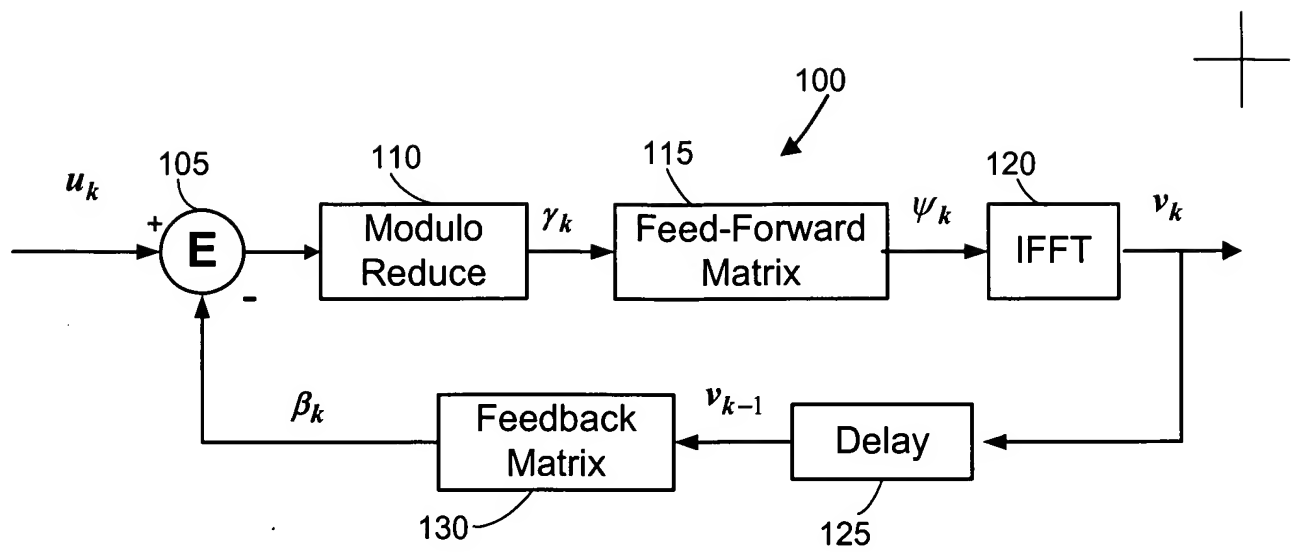 100
105
110
115
120
u_k
+
E
-
Modulo
Reduce
γ_k
Feed-Forward
Matrix
ψ_k
IFFT
v_k
β_k
Feedback
Matrix
v_{k-1}
Delay
130
125